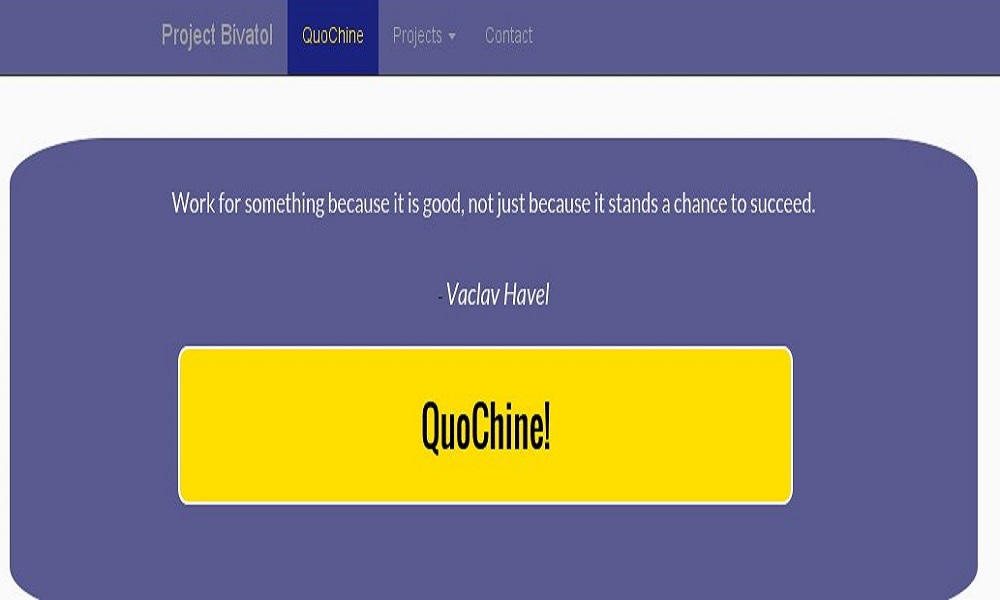 Project Bivatol QuoChine Projects Contact
Work for something because it is good, not just because it stands a chance to succeed.
- Vaclav Havel
QuoChine!